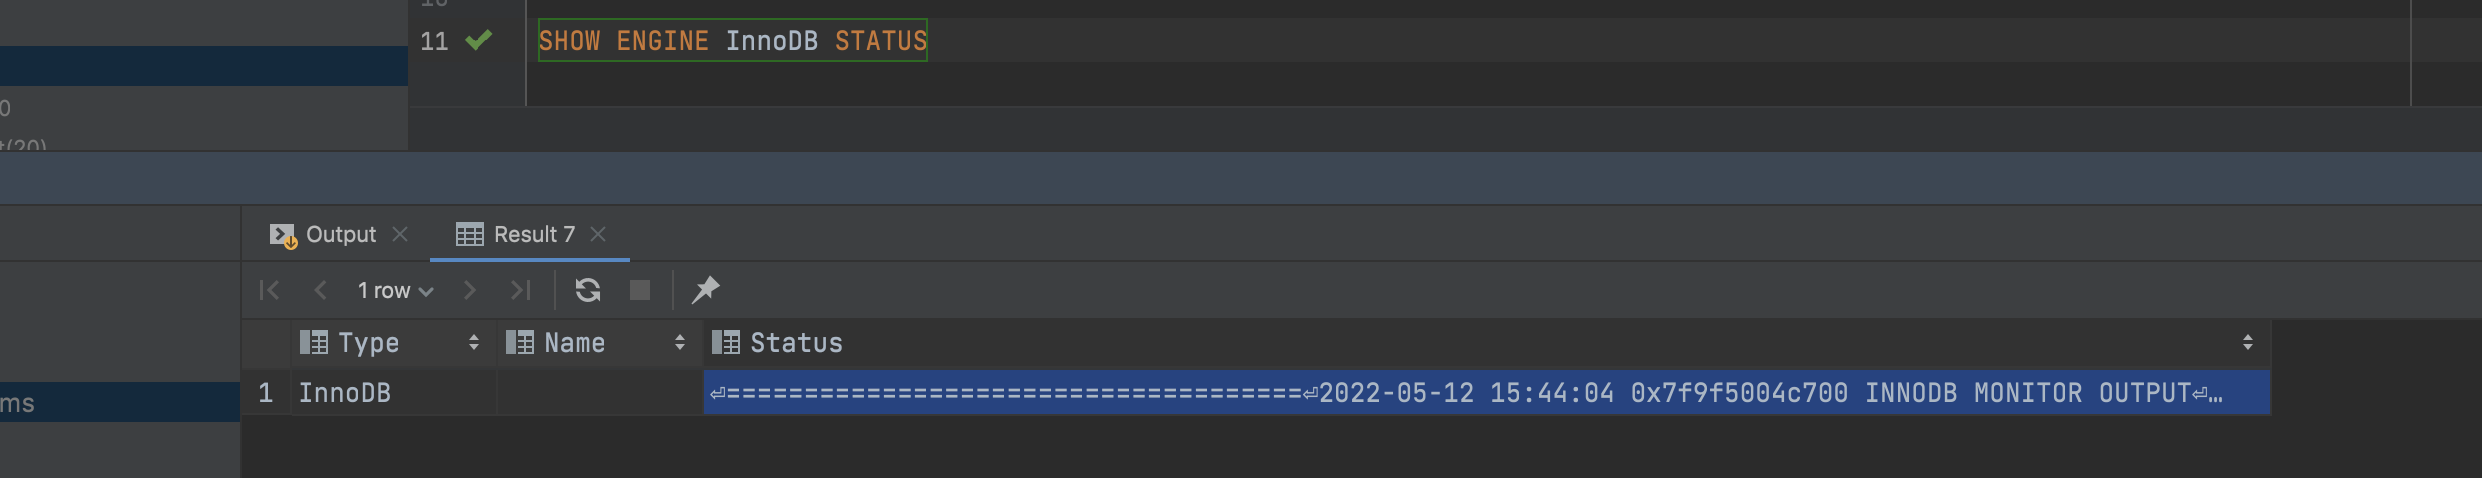 10
11 SHOW ENGINE InnoDB STATUS
0
t(20)
Output Result 7
1 row
Type Name Status
ms 1 InnoDB ⏎=====================================⏎2022-05-12 15:44:04 0x7f9f5004c700 INNODB MONITOR OUTPUT⏎…